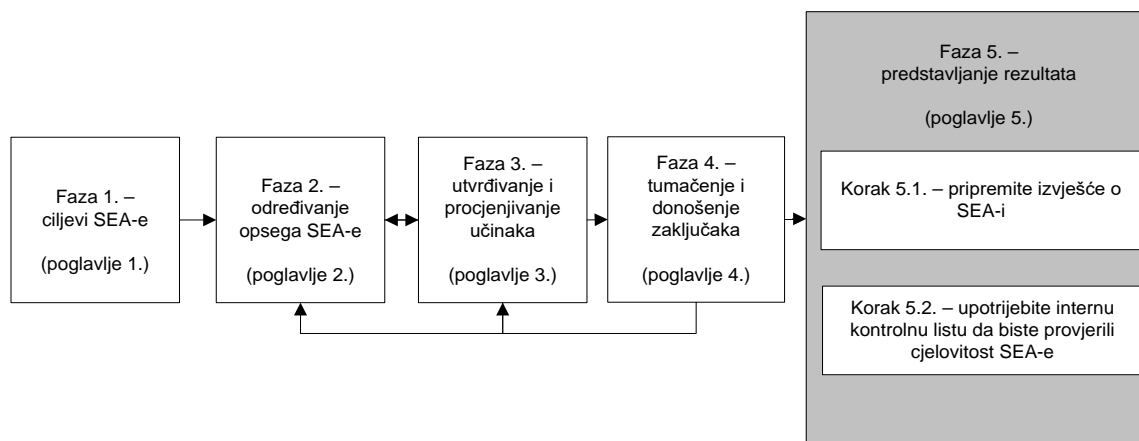 Faza 1. –
ciljevi SEA-e
(poglavlje 1.)
Faza 2. –
određivanje
opsega SEA-e
(poglavlje 2.)
Faza 3. –
utvrđivanje i
procjenjivanje
učinaka
(poglavlje 3.)
Faza 4. –
tumačenje i
donošenje
zaključaka
(poglavlje 4.)
Faza 5. –
predstavljanje rezultata
(poglavlje 5.)
Korak 5.1. – pripremite izvješće o
SEA-i
Korak 5.2. – upotrijebite internu
kontrolnu listu da biste provjerili
cjelovitost SEA-e